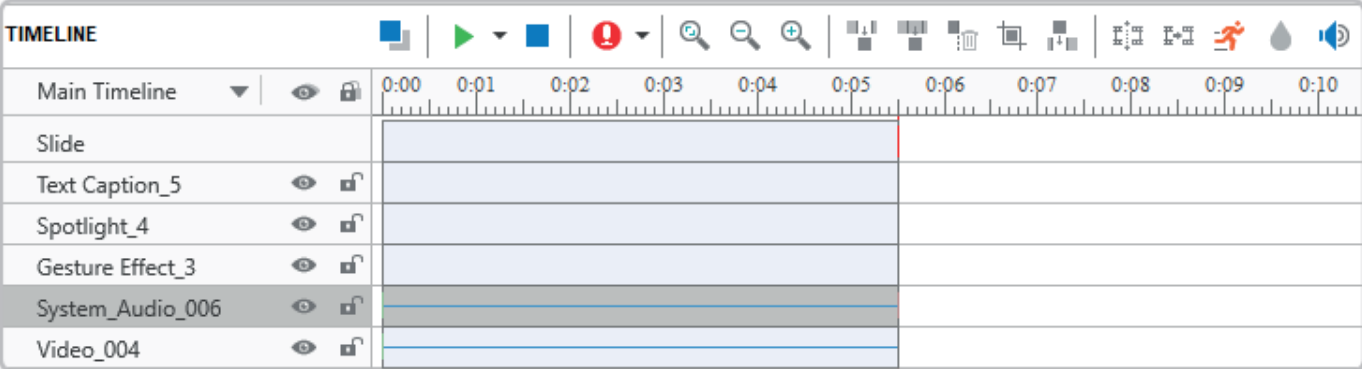 TIMELINE
Main Timeline 0:00 0:01 0:02 0:03 0:04 0:05 0:06 0:07 0:08 0:09 0:10
Slide
Text Caption_5
Spotlight_4
Gesture Effect_3
System_Audio_006
Video_004